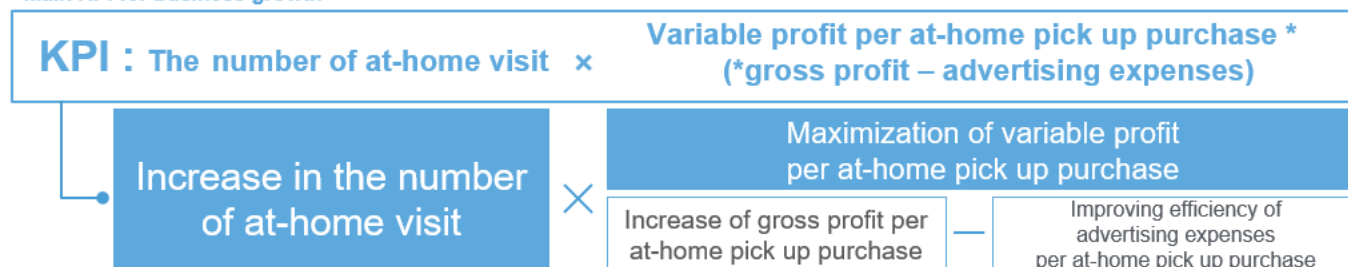 KPI : The number of at-home visit × Variable profit per at-home pick up purchase *
(*gross profit – advertising expenses)
Increase in the number
of at-home visit
×
Maximization of variable profit
per at-home pick up purchase
Increase of gross profit per
at-home pick up purchase
—
Improving efficiency of
advertising expenses
per at-home pick up purchase